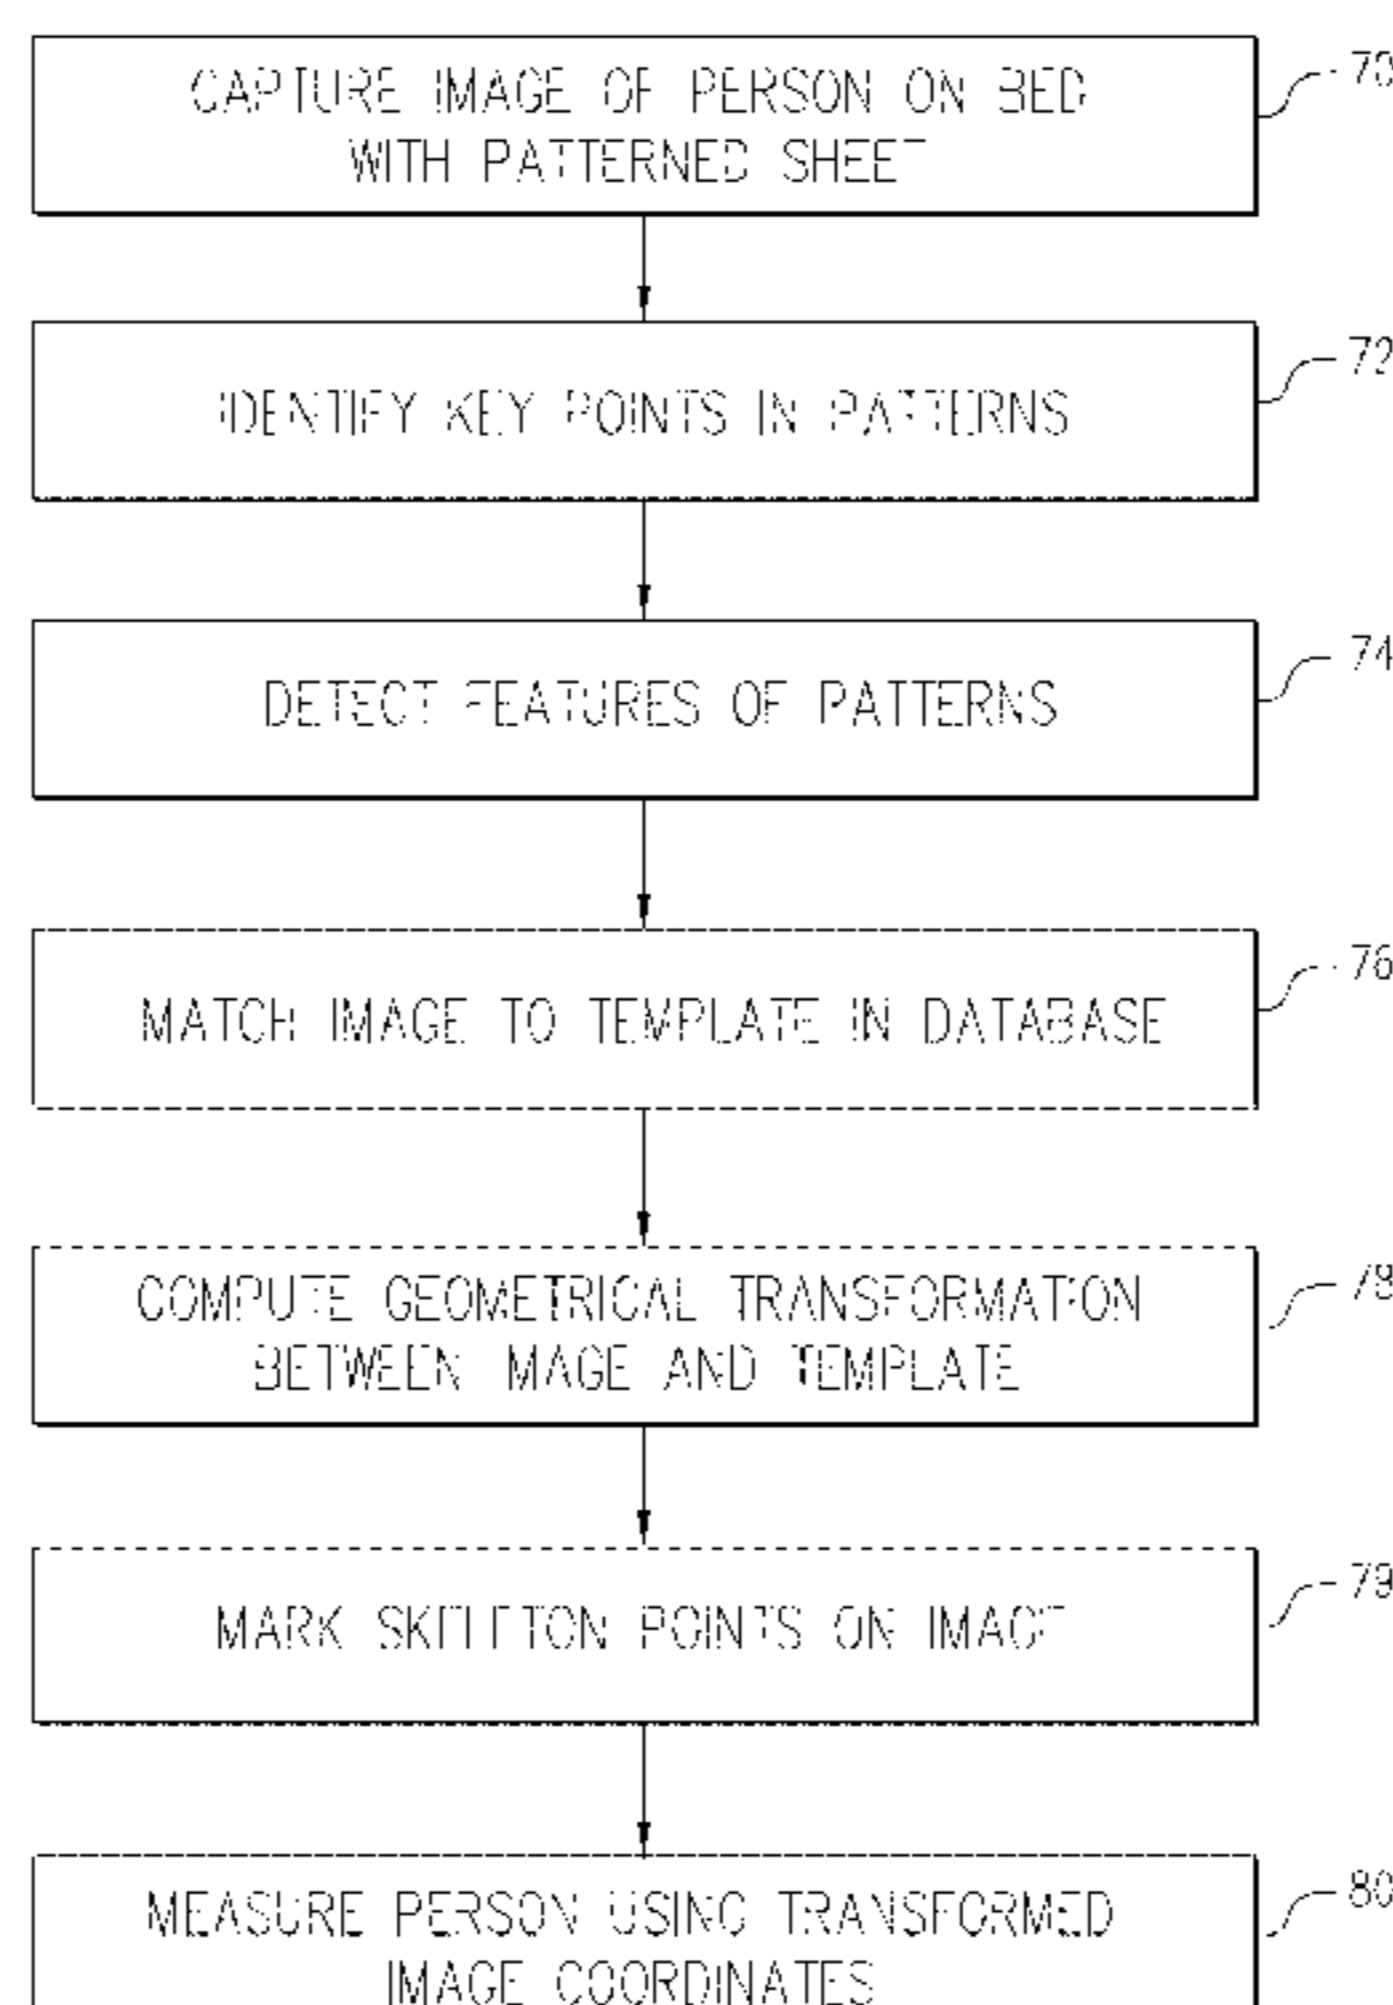 CAPTURE IMAGE OF PERSON ON BED
WITH PATTERNED SHEET
70
IDENTIFY KEY POINTS IN PATTERNS
72
DETECT FEATURES OF PATTERNS
74
MATCH IMAGE TO TEMPLATE IN DATABASE
76
COMPUTE GEOMETRICAL TRANSFORMATION
BETWEEN IMAGE AND TEMPLATE
78
MARK SKELETON POINTS ON IMAGE
79
MEASURE PERSON USING TRANSFORMED
IMAGE COORDINATES
80